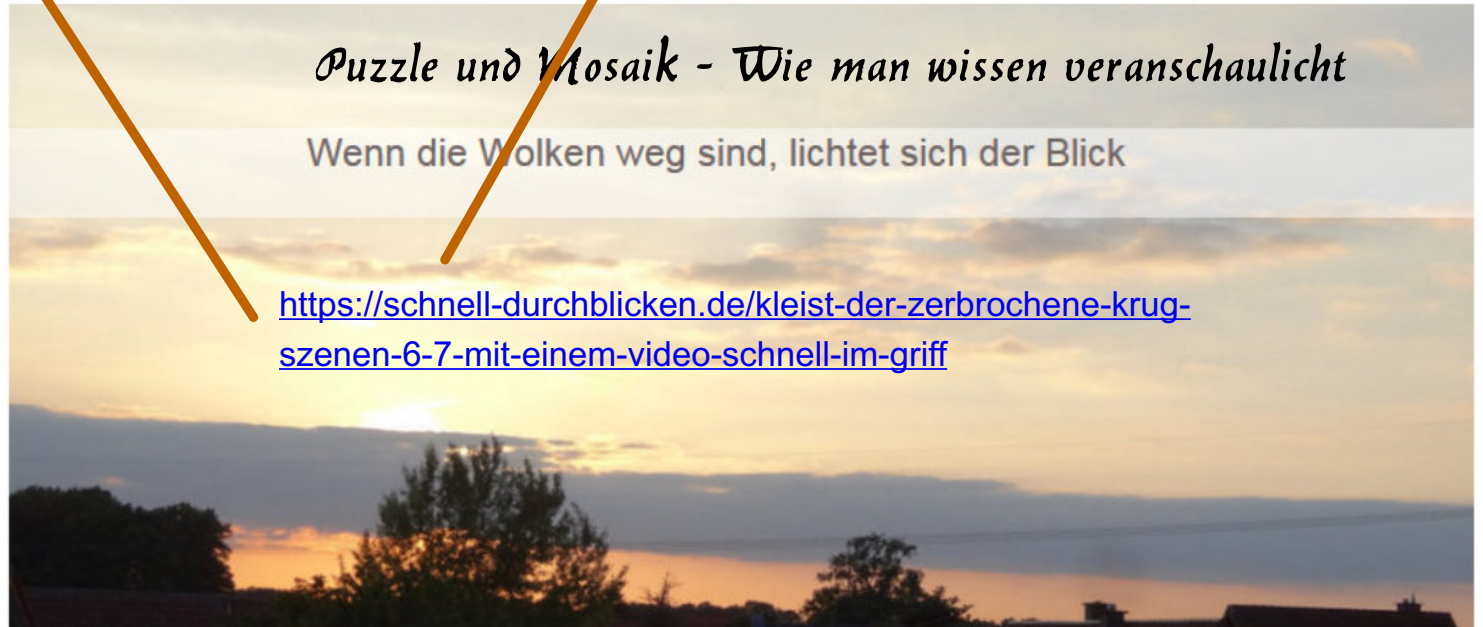 Puzzle und Mosaik - Wie man wissen veranschaulicht
Wenn die Wolken weg sind, lichtet sich der Blick
https://schnell-durchblicken.de/kleist-der-zerbrochene-krug-
szenen-6-7-mit-einem-video-schnell-im-griff